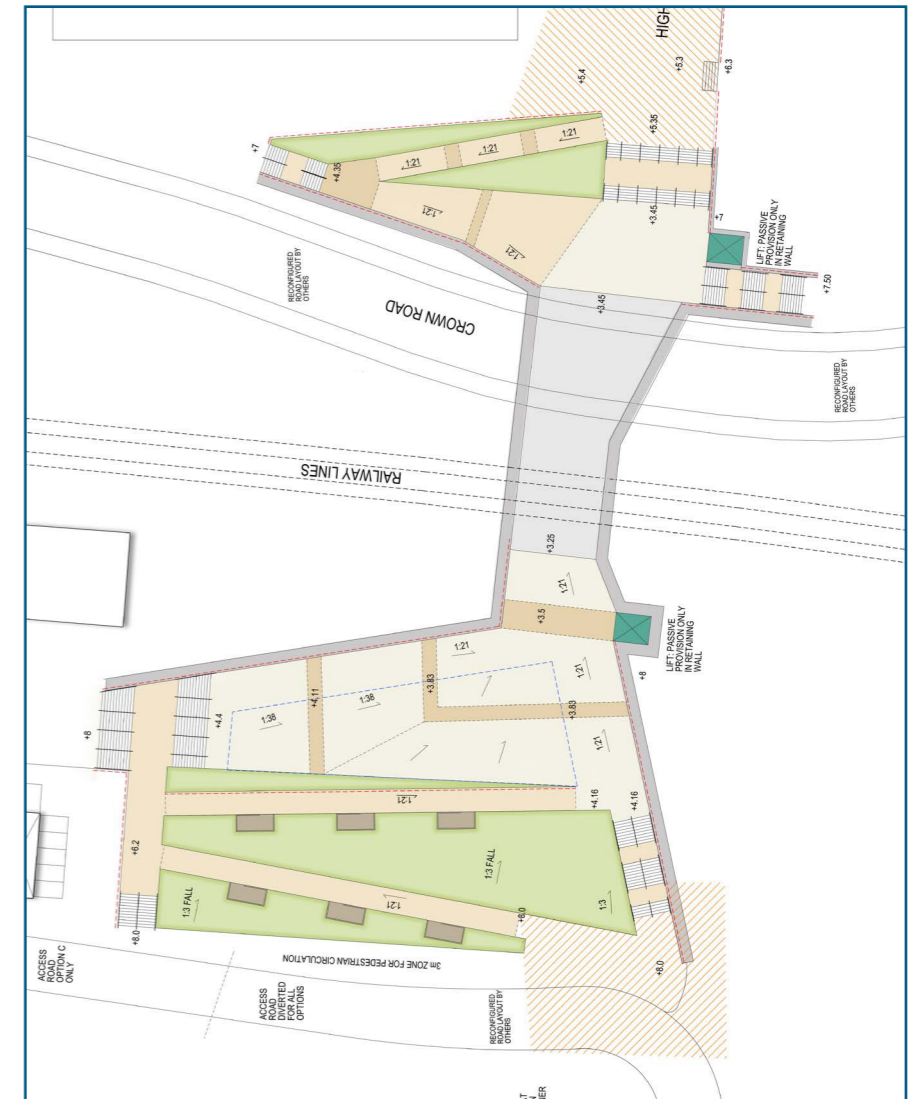 HIGH
+5.4
+5.3
+6.3
+5.35
1:21
1:21
1:21
+7
+4.35
1:21
1:21
+3.45
+7
LIFT: PASSIVE
PROVISION ONLY
IN RETAINING
WALL
+7.50
RECONFIGURED
ROAD LAYOUT BY
OTHERS
CROWN ROAD
+3.45
RECONFIGURED
ROAD LAYOUT BY
OTHERS
RAILWAY LINES
+3.25
1:21
+3.5
LIFT: PASSIVE
PROVISION ONLY
IN RETAINING
WALL
+8
1:21
1:21
+3.83
+4.11
1:38
1:38
+3.83
1:21
+8
+4.4
+4.16
+4.16
1:21
+6.2
1:3 FALL
1:3 FALL
1:3
1:21
+8.0
+8.0
+8.0
3m ZONE FOR PEDESTRIAN CIRCULATION
ACCESS
ROAD
OPTION C
ONLY
ACCESS
ROAD
DIVERTED
FOR ALL
OPTIONS
RECONFIGURED
ROAD LAYOUT BY
OTHERS